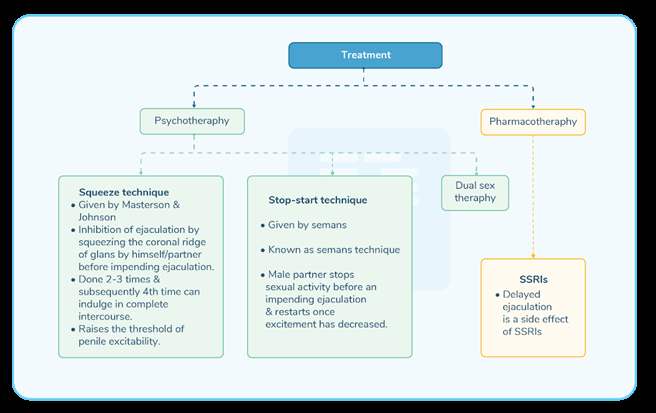 Treatment
Psychotheraphy
Pharmacotheraphy
Squeeze technique
• Given by Masterson &
Johnson
• Inhibition of ejaculation by
squeezing the coronal ridge
of glans by himself/partner
before impending ejaculation.
• Done 2-3 times &
subsequently 4th time can
indulge in complete
intercourse.
• Raises the threshold of
penile excitability.
Stop-start technique
• Given by semans
• Known as semans technique
• Male partner stops
sexual activity before an
impending ejaculation
& restarts once
excitement has decreased.
Dual sex
theraphy
SSRIs
• Delayed
ejaculation
is a side effect
of SSRIs